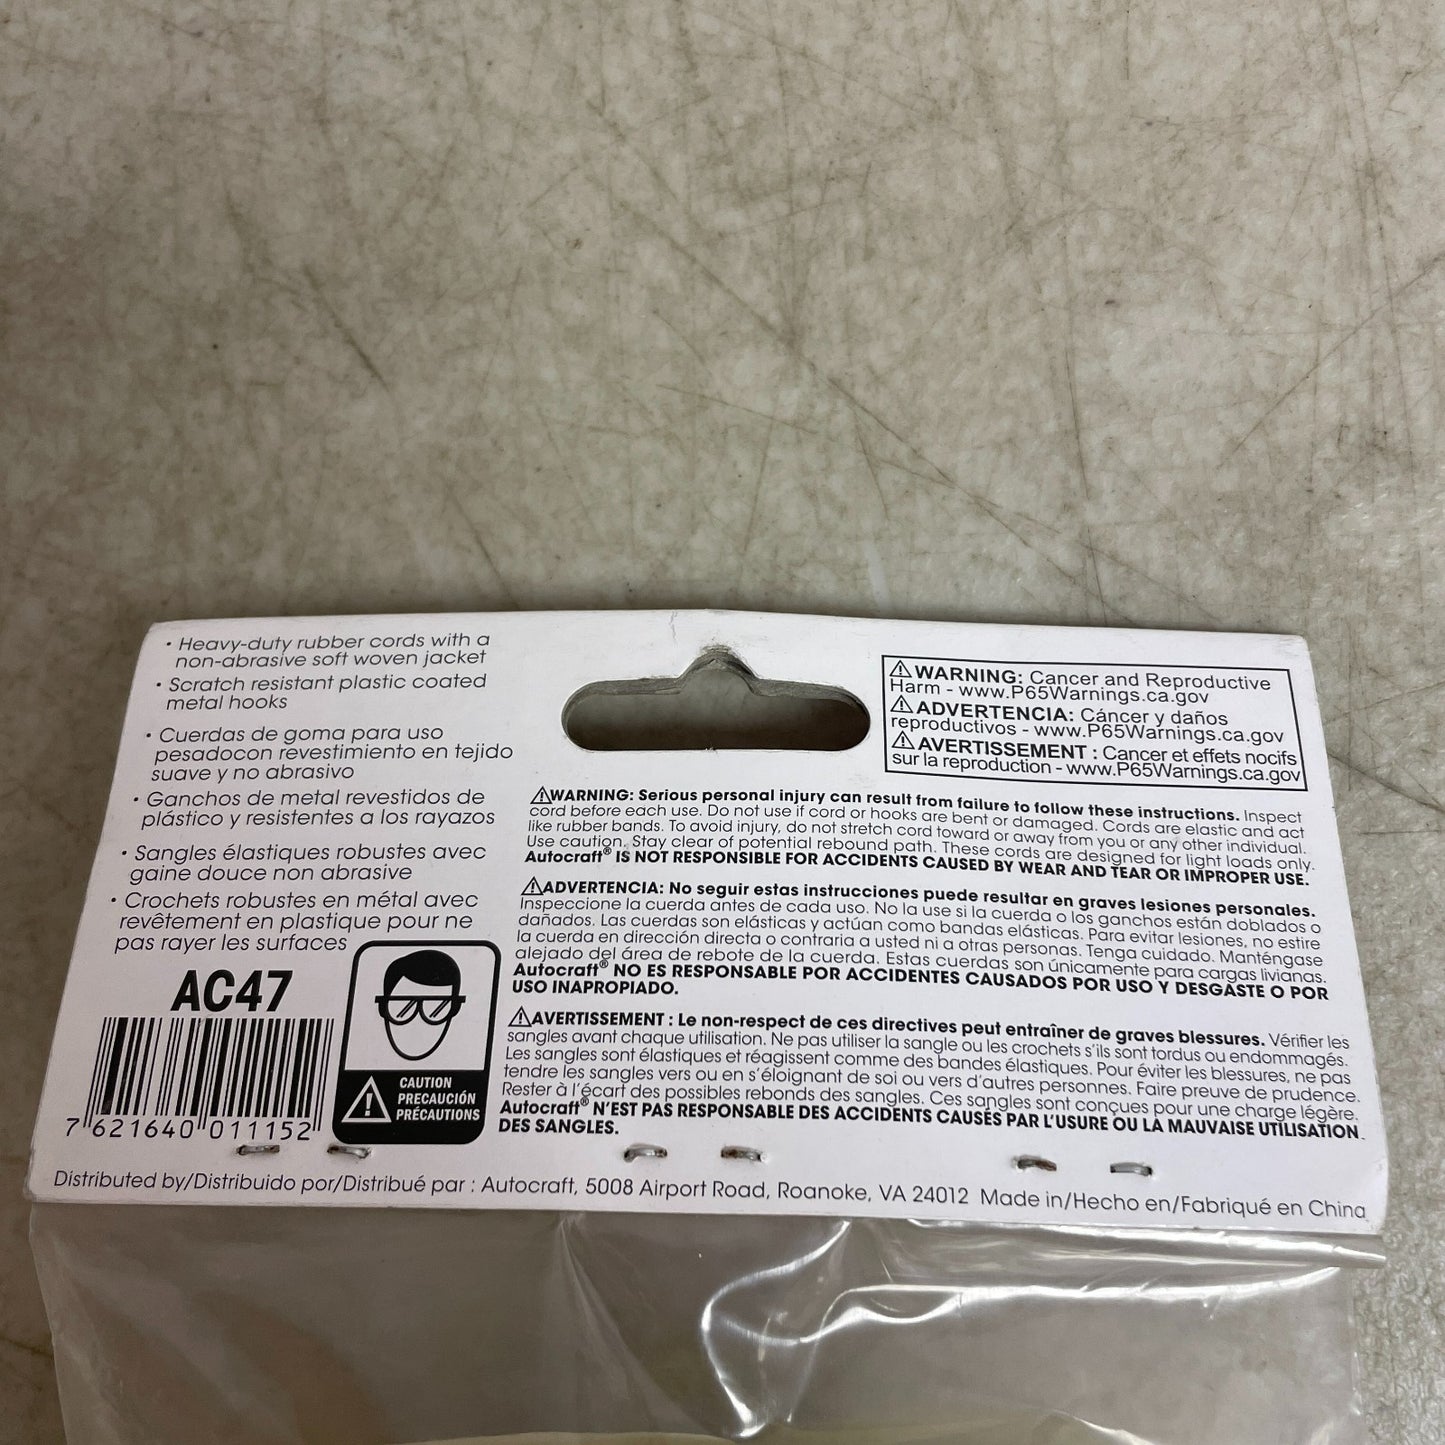 • Heavy-duty rubber cords with a
non-abrasive soft woven jacket
• Scratch resistant plastic coated
metal hooks
• Cuerdas de goma para uso
pesadocon revestimiento en tejido
suave y no abrasivo
• Ganchos de metal revestidos de
plástico y resistentes a los rayazos
• Sangles élastiques robustes avec
gaine douce non abrasive
• Crochets robustes en métal avec
revêtement en plastique pour ne
pas rayer les surfaces
AC47
7 621640 011152
CAUTION
PRECAUCIÓN
PRÉCAUTIONS
⚠WARNING: Cancer and Reproductive
Harm - www.P65Warnings.ca.gov
⚠ADVERTENCIA: Cáncer y daños
reproductivos - www.P65Warnings.ca.gov
⚠AVERTISSEMENT : Cancer et effets nocifs
sur la reproduction - www.P65Warnings.ca.gov
⚠WARNING: Serious personal injury can result from failure to follow these instructions. Inspect
cord before each use. Do not use if cord or hooks are bent or damaged. Cords are elastic and act
like rubber bands. To avoid injury, do not stretch cord toward or away from you or any other individual.
Use caution. Stay clear of potential rebound path. These cords are designed for light loads only.
Autocraft® IS NOT RESPONSIBLE FOR ACCIDENTS CAUSED BY WEAR AND TEAR OR IMPROPER USE.
⚠ADVERTENCIA: No seguir estas instrucciones puede resultar en graves lesiones personales.
Inspeccione la cuerda antes de cada uso. No la use si la cuerda o los ganchos están doblados o
dañados. Las cuerdas son elásticas y actúan como bandas elásticas. Para evitar lesiones, no estire
la cuerda en dirección directa o contraria a usted ni a otras personas. Tenga cuidado. Manténgase
alejado del área de rebote de la cuerda. Estas cuerdas son únicamente para cargas livianas.
Autocraft® NO ES RESPONSABLE POR ACCIDENTES CAUSADOS POR USO Y DESGASTE O POR
USO INAPROPIADO.
⚠AVERTISSEMENT : Le non-respect de ces directives peut entraîner de graves blessures. Vérifier les
sangles avant chaque utilisation. Ne pas utiliser la sangle ou les crochets s'ils sont tordus ou endommagés.
Les sangles sont élastiques et réagissent comme des bandes élastiques. Pour éviter les blessures, ne pas
tendre les sangles vers ou en s'éloignant de soi ou vers d'autres personnes. Faire preuve de prudence.
Rester à l'écart des possibles rebonds des sangles. Ces sangles sont conçues pour une charge légère.
Autocraft® N'EST PAS RESPONSABLE DES ACCIDENTS CAUSÉS PAR L'USURE OU LA MAUVAISE UTILISATION
DES SANGLES.
Distributed by/Distribuido por/Distribué par : Autocraft, 5008 Airport Road, Roanoke, VA 24012 Made in/Hecho en/Fabriqué en China